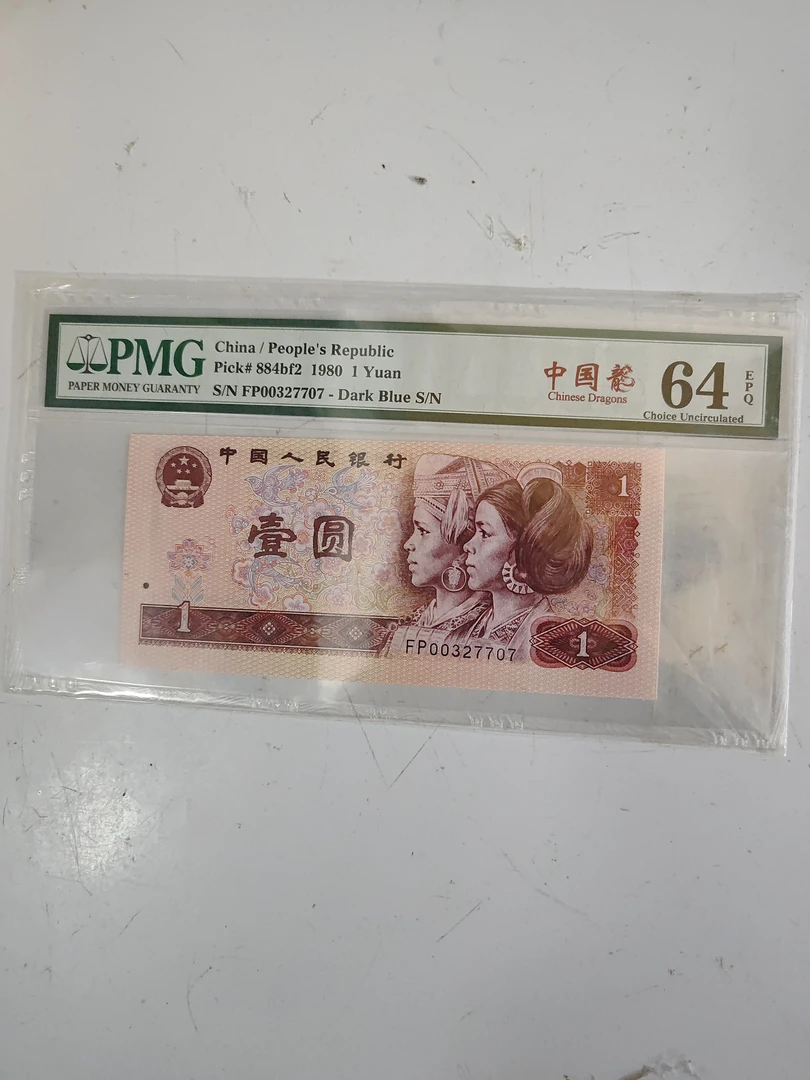 PMG
PAPER MONEY GUARANTY
China / People's Republic
Pick# 884bf2 1980 1 Yuan
S/N FP00327707 - Dark Blue S/N
中国龍
Chinese Dragons
64 EPQ
Choice Uncirculated
中国人民银行
1
壹圆
1
FP00327707
1